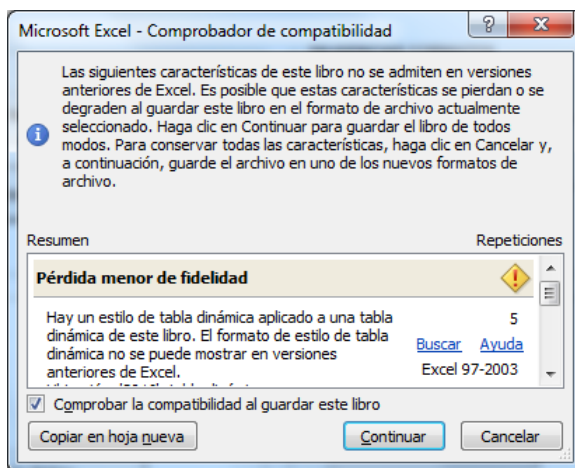 Microsoft Excel - Comprobador de compatibilidad
Las siguientes características de este libro no se admiten en versiones
anteriores de Excel. Es posible que estas características se pierdan o se
degraden al guardar este libro en el formato de archivo actualmente
seleccionado. Haga clic en Continuar para guardar el libro de todos
modos. Para conservar todas las características, haga clic en Cancelar y,
a continuación, guarde el archivo en uno de los nuevos formatos de
archivo.
Resumen Repeticiones
Pérdida menor de fidelidad
Hay un estilo de tabla dinámica aplicado a una tabla 5
dinámica de este libro. El formato de estilo de tabla
dinámica no se puede mostrar en versiones Buscar Ayuda
anteriores de Excel. Excel 97-2003
Comprobar la compatibilidad al guardar este libro
Copiar en hoja nueva Continuar Cancelar